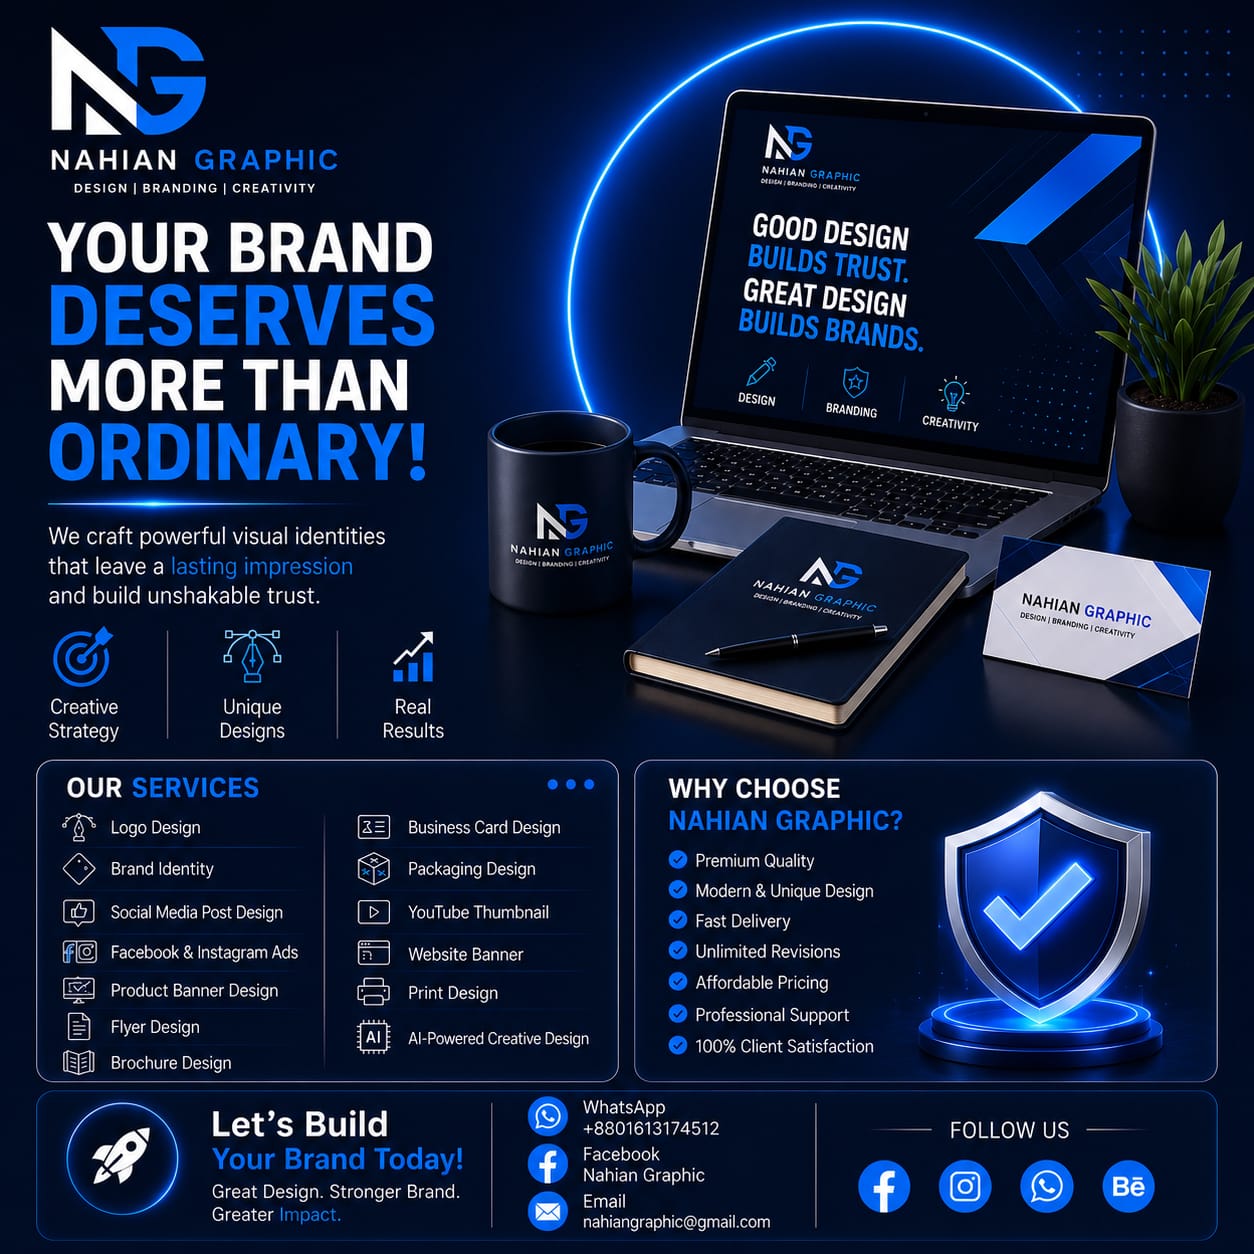 NG
NAHIAN GRAPHIC
DESIGN | BRANDING | CREATIVITY
YOUR BRAND
DESERVES
MORE THAN
ORDINARY!
We craft powerful visual identities
that leave a lasting impression
and build unshakable trust.
Creative
Strategy
Unique
Designs
Real
Results
NG
NAHIAN GRAPHIC
DESIGN | BRANDING | CREATIVITY
GOOD DESIGN
BUILDS TRUST.
GREAT DESIGN
BUILDS BRANDS.
DESIGN
BRANDING
CREATIVITY
NG
NAHIAN GRAPHIC
DESIGN | BRANDING | CREATIVITY
NG
NAHIAN GRAPHIC
DESIGN | BRANDING | CREATIVITY
NAHIAN GRAPHIC
DESIGN | BRANDING | CREATIVITY
OUR SERVICES
Logo Design
Brand Identity
Social Media Post Design
Facebook & Instagram Ads
Product Banner Design
Flyer Design
Brochure Design
Business Card Design
Packaging Design
YouTube Thumbnail
Website Banner
Print Design
AI
AI-Powered Creative Design
WHY CHOOSE
NAHIAN GRAPHIC?
Premium Quality
Modern & Unique Design
Fast Delivery
Unlimited Revisions
Affordable Pricing
Professional Support
100% Client Satisfaction
Let's Build
Your Brand Today!
Great Design. Stronger Brand.
Greater Impact.
WhatsApp
+8801613174512
Facebook
Nahian Graphic
Email
nahiangraphic@gmail.com
FOLLOW US
Bē